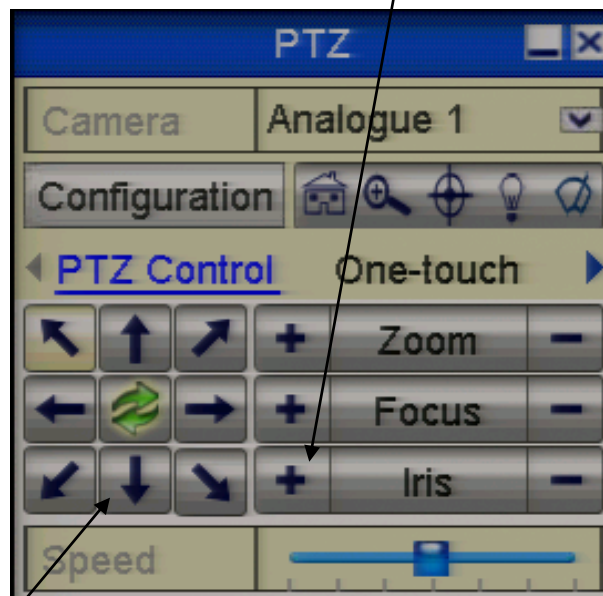 PTZ
Camera Analogue 1
Configuration
PTZ Control One-touch
+ Zoom −
+ Focus −
+ Iris −
Speed